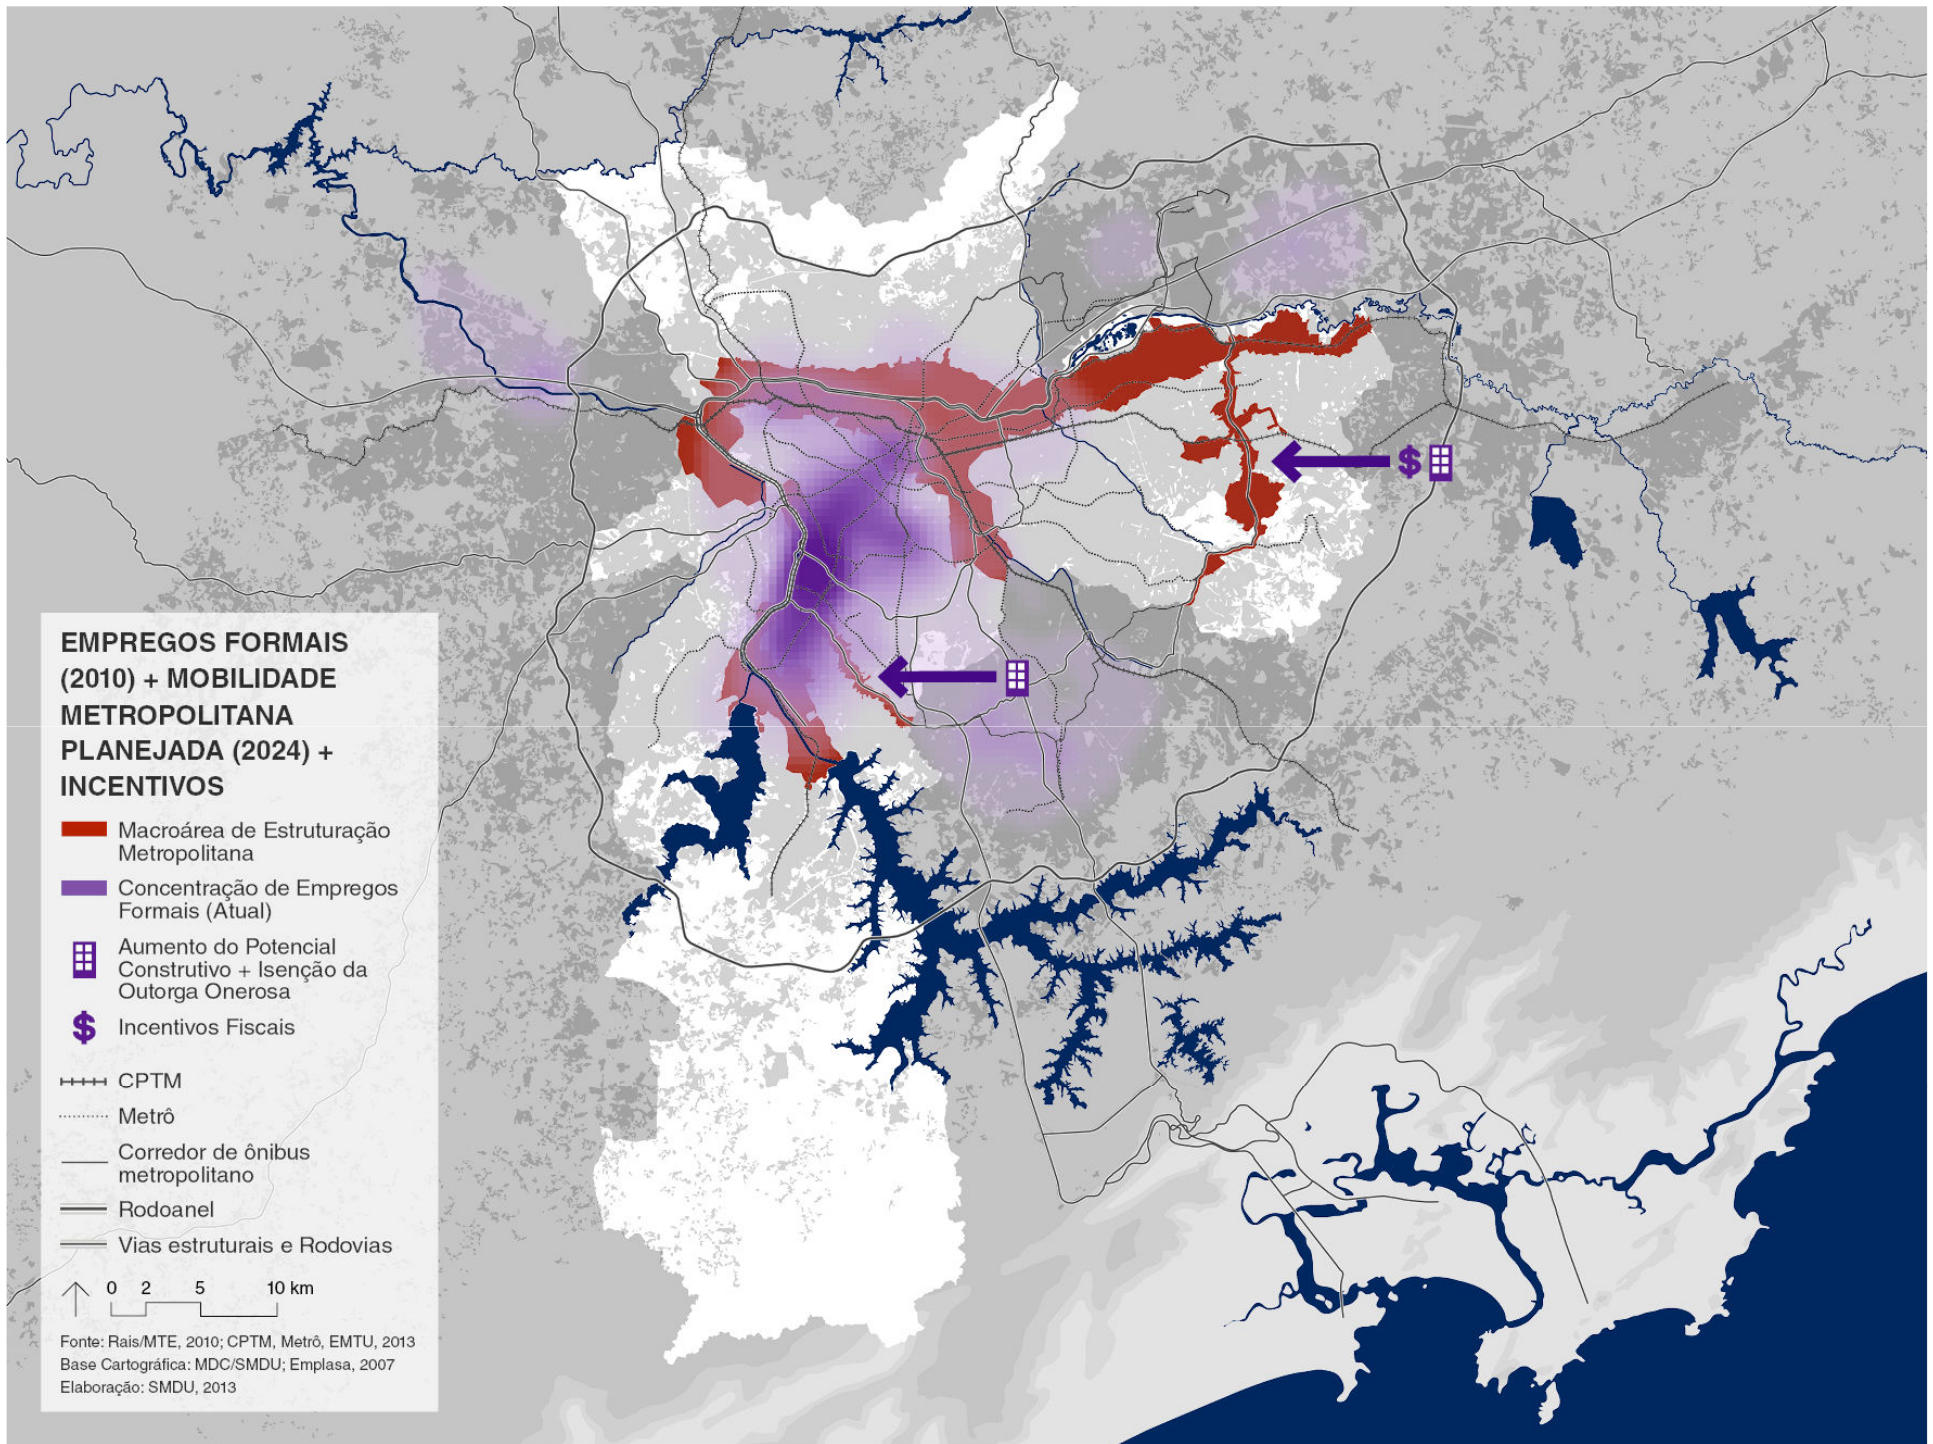 EMPREGOS FORMAIS
(2010) + MOBILIDADE
METROPOLITANA
PLANEJADA (2024) +
INCENTIVOS
Macroárea de Estruturação
Metropolitana
Concentração de Empregos
Formais (Atual)
Aumento do Potencial
Construtivo + Isenção da
Outorga Onerosa
$ Incentivos Fiscais
CPTM
Metrô
Corredor de ônibus
metropolitano
Rodoanel
Vias estruturais e Rodovias
0 2 5 10 km
Fonte: Rais/MTE, 2010; CPTM, Metrô, EMTU, 2013
Base Cartográfica: MDC/SMDU; Emplasa, 2007
Elaboração: SMDU, 2013
$